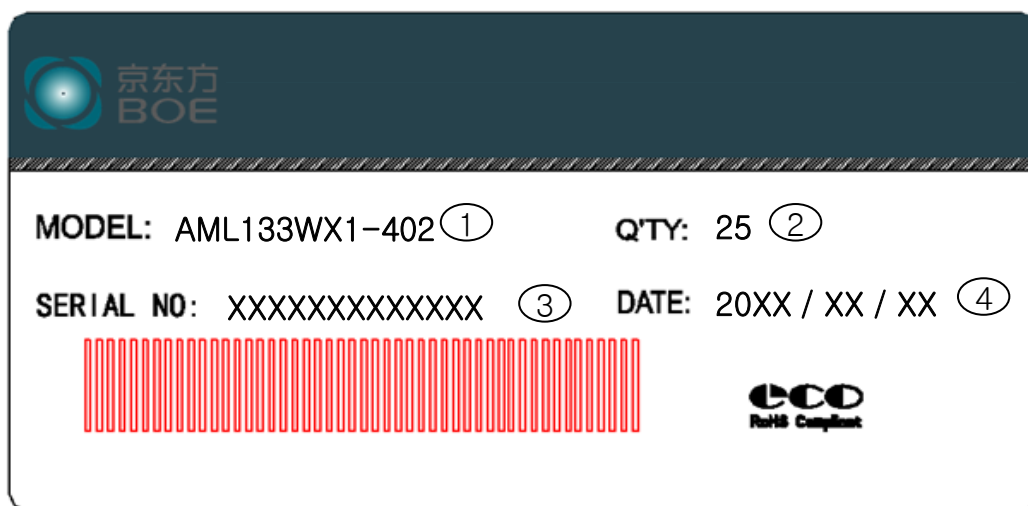 京东方
BOE
MODEL: AML133WX1-402 ① Q'TY: 25 ②
SERIAL NO: XXXXXXXXXXXXX ③ DATE: 20XX / XX / XX ④
eco
RoHS Compliant